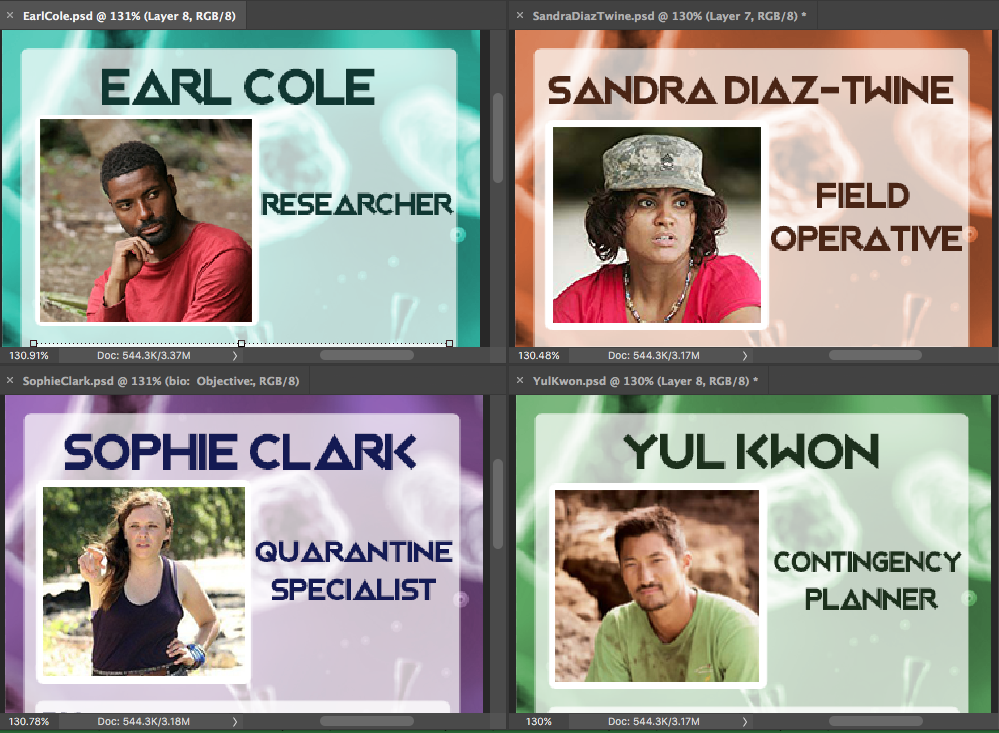 EarlCole.psd @ 131% (Layer 8, RGB/8)
EARL COLE
RESEARCHER
130.91%
Doc: 544.3K/3.37M
SandraDiazTwine.psd @ 130% (Layer 7, RGB/8) *
SANDRA DIAZ-TWINE
FIELD
OPERATIVE
130.48%
Doc: 544.3K/3.17M
SophieClark.psd @ 131% (bio:  Objective:, RGB/8)
SOPHIE CLARK
QUARANTINE
SPECIALIST
130.78%
Doc: 544.3K/3.18M
YulKwon.psd @ 130% (Layer 8, RGB/8) *
YUL KWON
CONTINGENCY
PLANNER
130%
Doc: 544.3K/3.17M